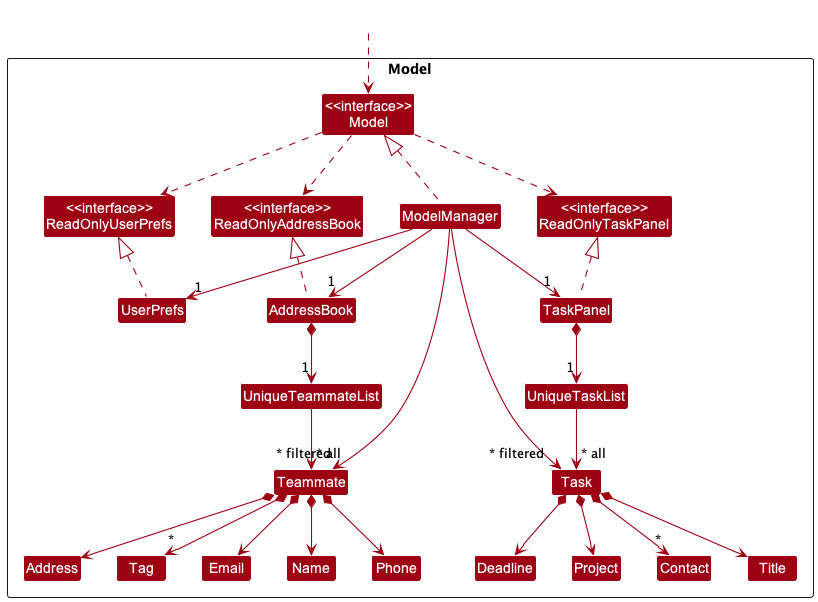 Model
<<interface>>
Model
<<interface>>
ReadOnlyUserPrefs
<<interface>>
ReadOnlyAddressBook
ModelManager
<<interface>>
ReadOnlyTaskPanel
1
1
1
UserPrefs
AddressBook
TaskPanel
1
1
UniqueTeammateList
UniqueTaskList
* filtered
* all
* filtered
* all
Teammate
Task
*
*
Address
Tag
Email
Name
Phone
Deadline
Project
Contact
Title